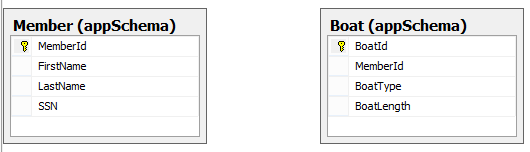 Member (appSchema)
MemberId
FirstName
LastName
SSN
Boat (appSchema)
BoatId
MemberId
BoatType
BoatLength